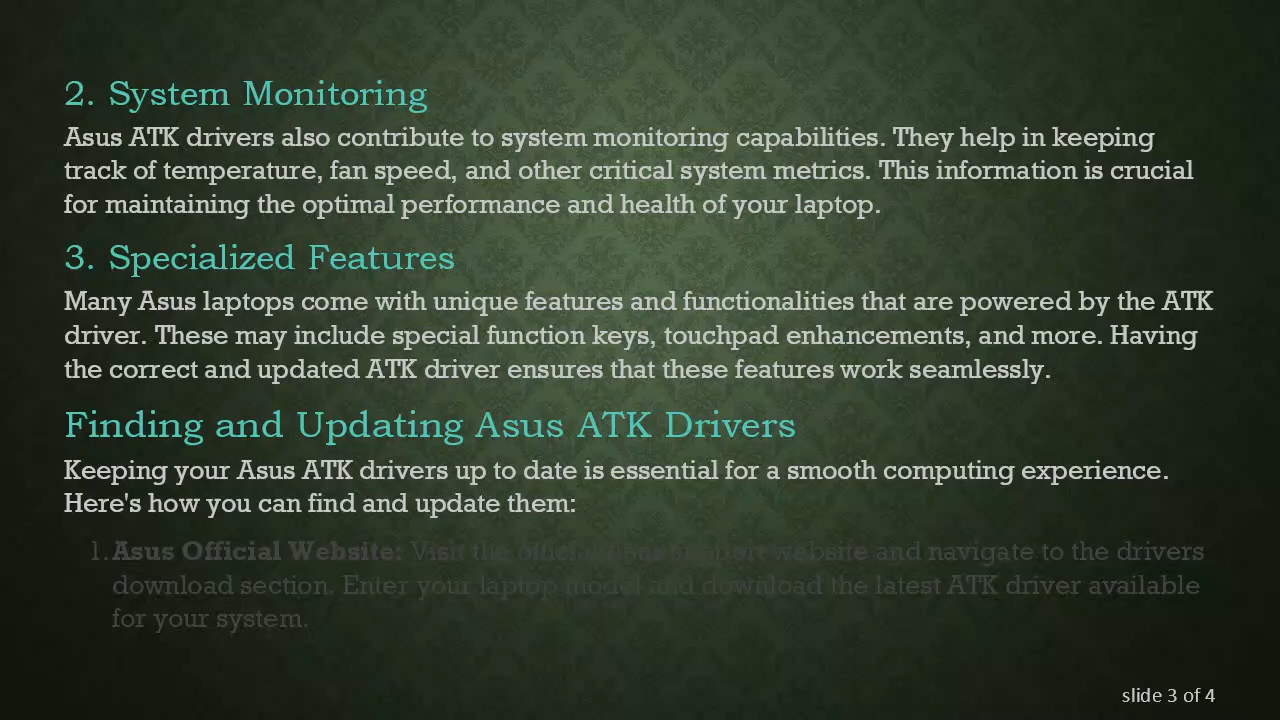 2. System Monitoring
Asus ATK drivers also contribute to system monitoring capabilities. They help in keeping
track of temperature, fan speed, and other critical system metrics. This information is crucial
for maintaining the optimal performance and health of your laptop.
3. Specialized Features
Many Asus laptops come with unique features and functionalities that are powered by the ATK
driver. These may include special function keys, touchpad enhancements, and more. Having
the correct and updated ATK driver ensures that these features work seamlessly.
Finding and Updating Asus ATK Drivers
Keeping your Asus ATK drivers up to date is essential for a smooth computing experience.
Here's how you can find and update them:
1. Asus Official Website: Visit the official Asus support website and navigate to the drivers
download section. Enter your laptop model and download the latest ATK driver available
for your system.
slide 3 of 4